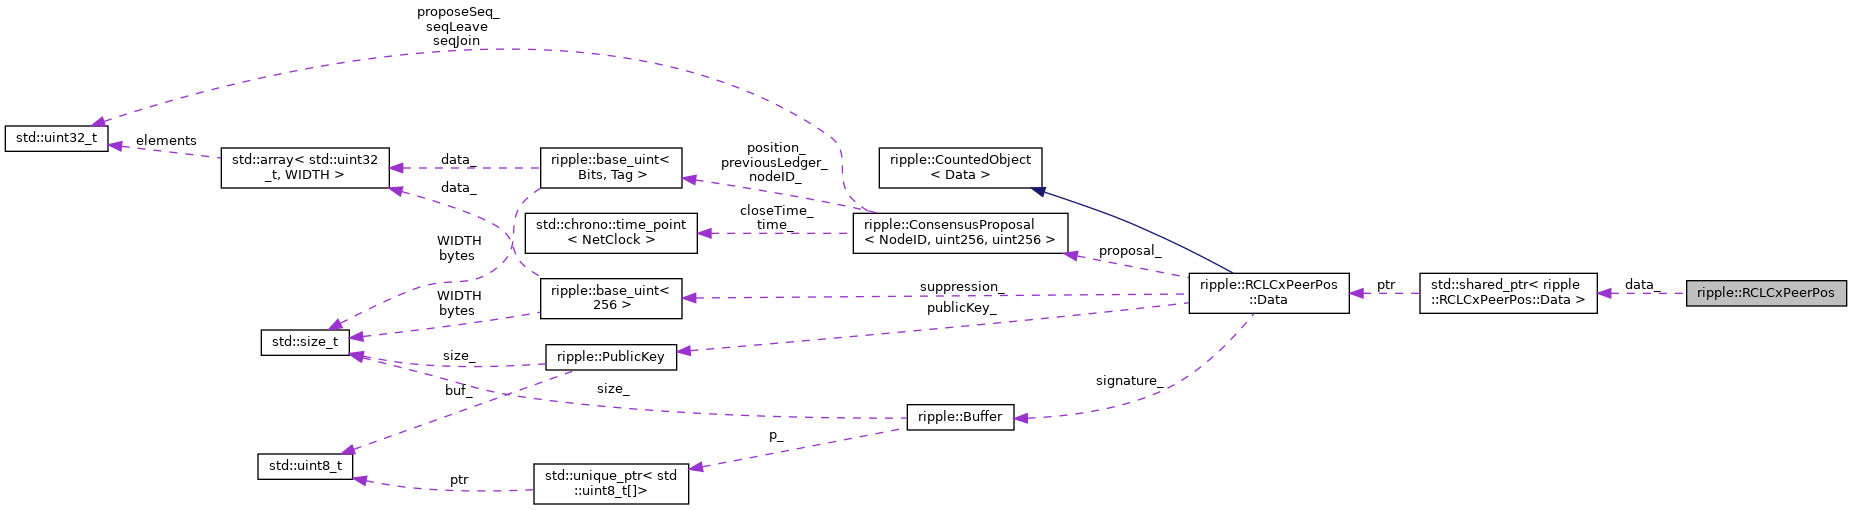 proposeSeq_
seqLeave
seqJoin
std::uint32_t
elements
std::array< std::uint32
_t, WIDTH >
data_
data_
ripple::base_uint<
Bits, Tag >
position_
previousLedger_
nodeID_
ripple::CountedObject
< Data >
std::chrono::time_point
< NetClock >
closeTime_
time_
ripple::ConsensusProposal
< NodeID, uint256, uint256 >
WIDTH
bytes
proposal_
ripple::base_uint<
256 >
suppression_
publicKey_
ripple::RCLCxPeerPos
::Data
ptr
std::shared_ptr< ripple
::RCLCxPeerPos::Data >
data_
ripple::RCLCxPeerPos
WIDTH
bytes
std::size_t
size_
ripple::PublicKey
buf_
size_
signature_
ripple::Buffer
p_
std::uint8_t
ptr
std::unique_ptr< std
::uint8_t[]>